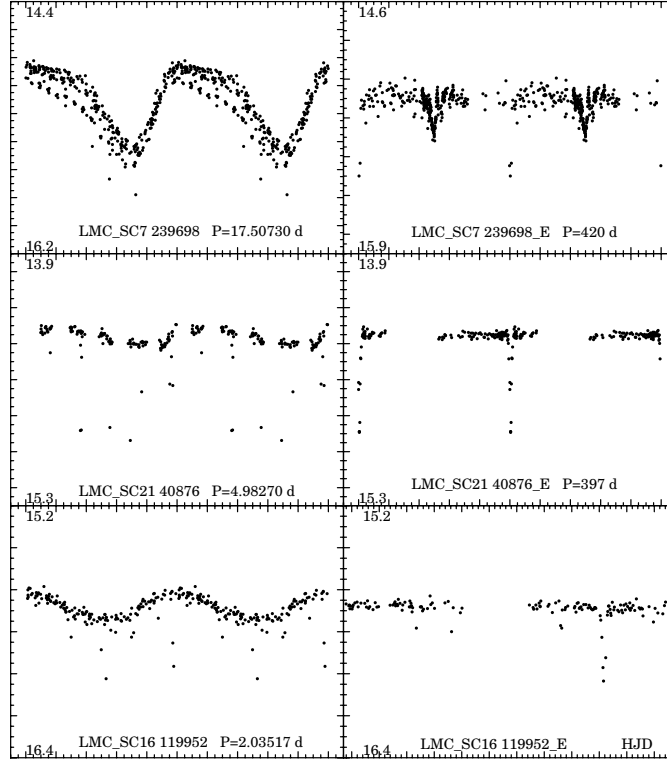 14.4
14.6
LMC_SC7 239698 P=17.50730 d
LMC_SC7 239698_E P=420 d
16.2
15.9
13.9
13.9
LMC_SC21 40876 P=4.98270 d
LMC_SC21 40876_E P=397 d
15.3
15.3
15.2
15.2
LMC_SC16 119952 P=2.03517 d
LMC_SC16 119952_E HJD
16.4
16.4